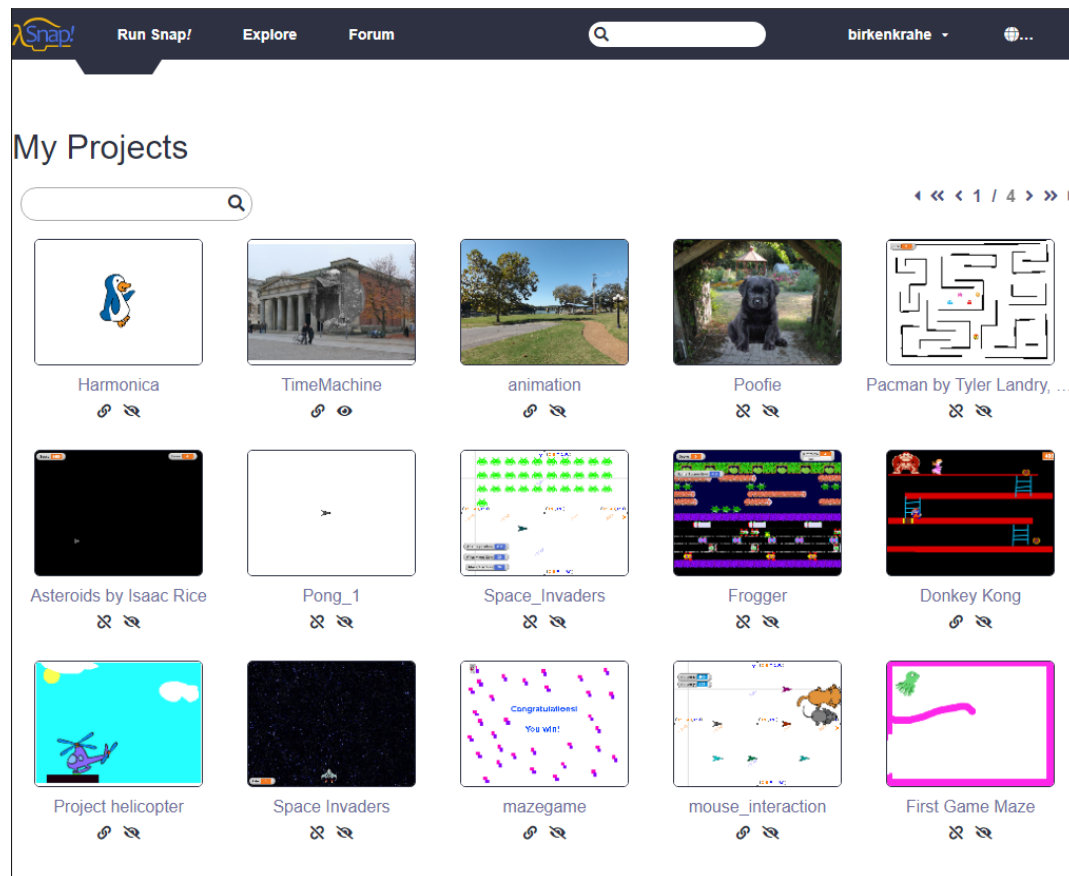 λSnap! Run Snap! Explore Forum birkenkrahe ...
My Projects
1 / 4
Harmonica TimeMachine animation Poofie Pacman by Tyler Landry, ...
Asteroids by Isaac Rice Pong_1 Space_Invaders Frogger Donkey Kong
Congratulations!
You win!
Project helicopter Space Invaders mazegame mouse_interaction First Game Maze